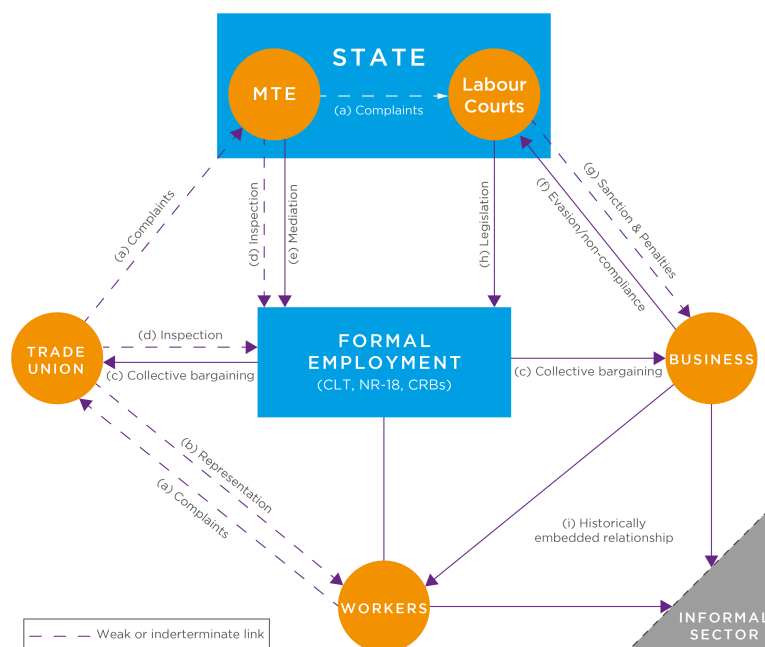 STATE
MTE
Labour
Courts
(a) Complaints
(a) Complaints
(d) Inspection
(e) Mediation
(h) Legislation
(g) Sanction & Penalties
(f) Evasion/non-compliance
TRADE
UNION
(d) Inspection
(c) Collective bargaining
FORMAL
EMPLOYMENT
(CLT, NR-18, CRBs)
(c) Collective bargaining
BUSINESS
(b) Representation
(a) Complaints
(i) Historically
embedded relationship
WORKERS
INFORMAL
SECTOR
Weak or inderterminate link